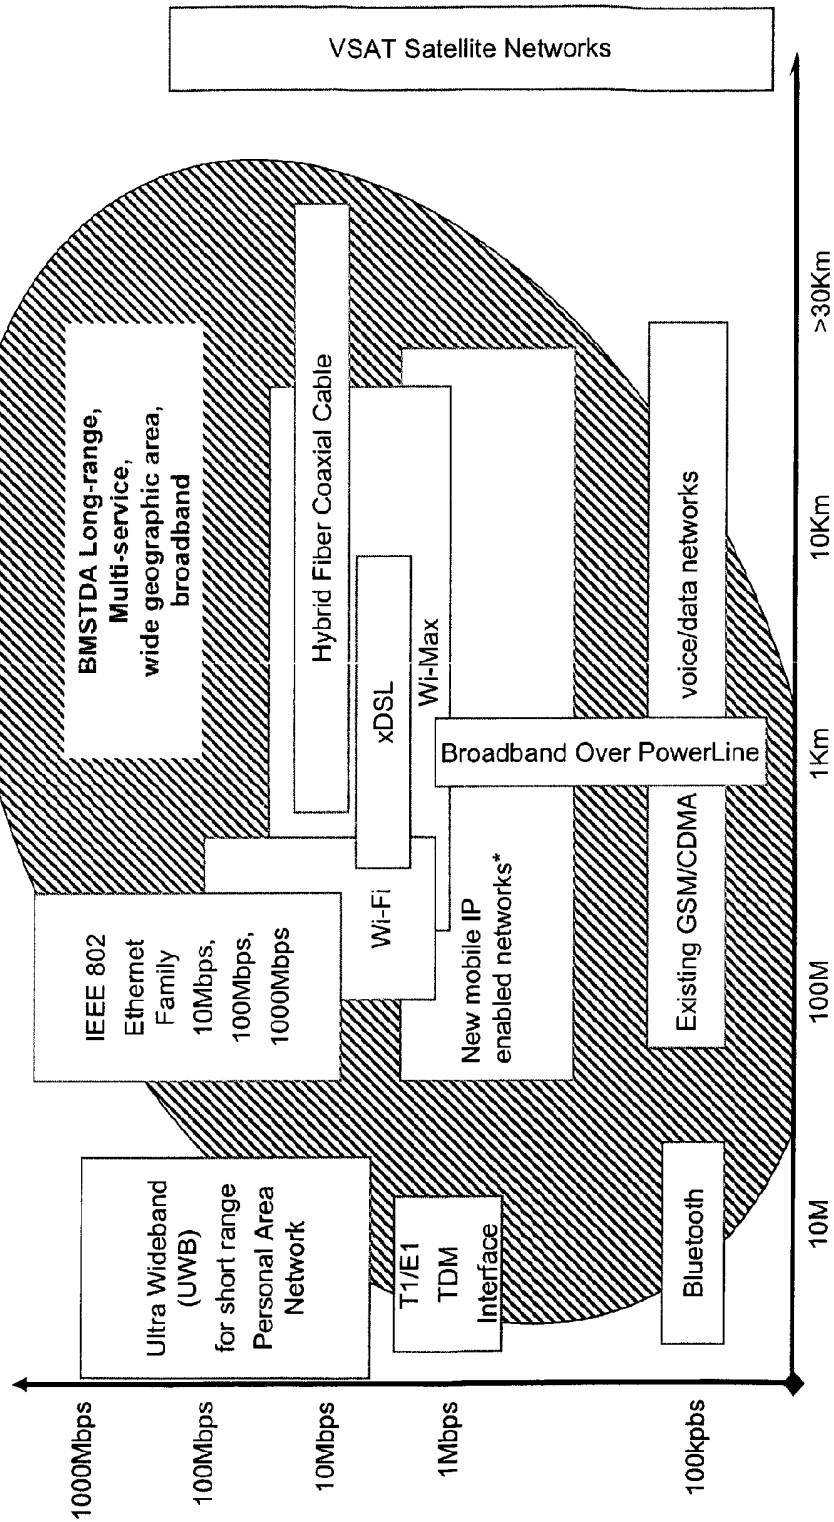 VSAT Satellite Networks
BMSTDA Long-range,
Multi-service,
wide geographic area,
broadband
Hybrid Fiber Coaxial Cable
xDSL
Wi-Max
Broadband Over PowerLine
IEEE 802
Ethernet
Family
10Mbps,
100Mbps,
1000Mbps
Wi-Fi
New mobile IP
enabled networks*
Existing GSM/CDMA voice/data networks
Ultra Wideband
(UWB)
for short range
Personal Area
Network
T1/E1
TDM
Interface
Bluetooth
1000Mbps
100Mbps
10Mbps
1Mbps
100kpbs
10M
100M
1Km
10Km
>30Km